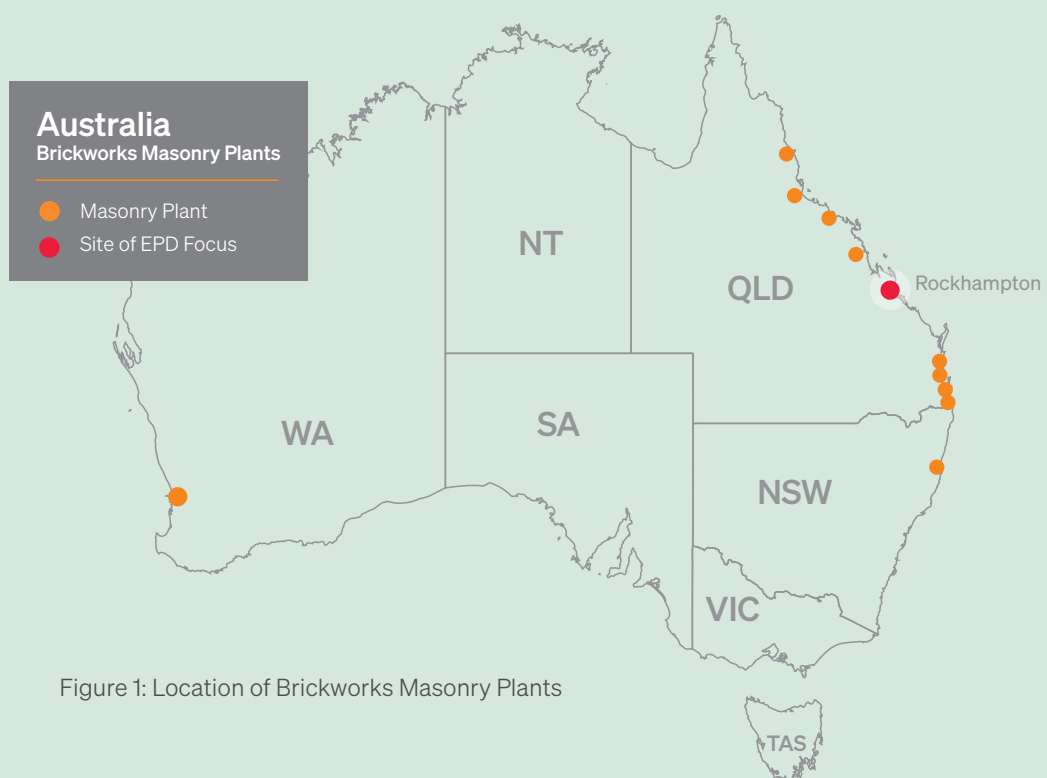 Australia
Brickworks Masonry Plants
Masonry Plant
Site of EPD Focus
NT
QLD
Rockhampton
WA
SA
NSW
VIC
TAS
Figure 1: Location of Brickworks Masonry Plants